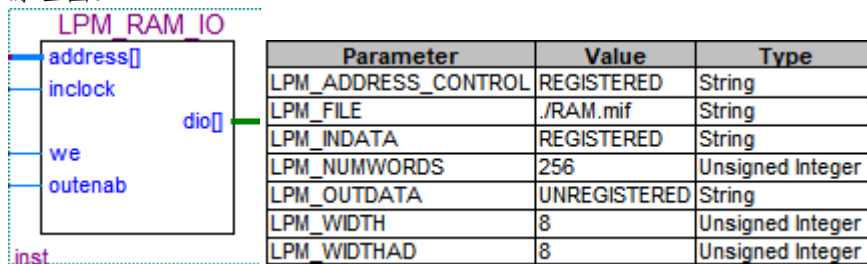 LPM_RAM_IO
address[]
inclock
dio[]
we
outenab
inst
Parameter Value Type
LPM_ADDRESS_CONTROL REGISTERED String
LPM_FILE ./RAM.mif String
LPM_INDATA REGISTERED String
LPM_NUMWORDS 256 Unsigned Integer
LPM_OUTDATA UNREGISTERED String
LPM_WIDTH 8 Unsigned Integer
LPM_WIDTHAD 8 Unsigned Integer